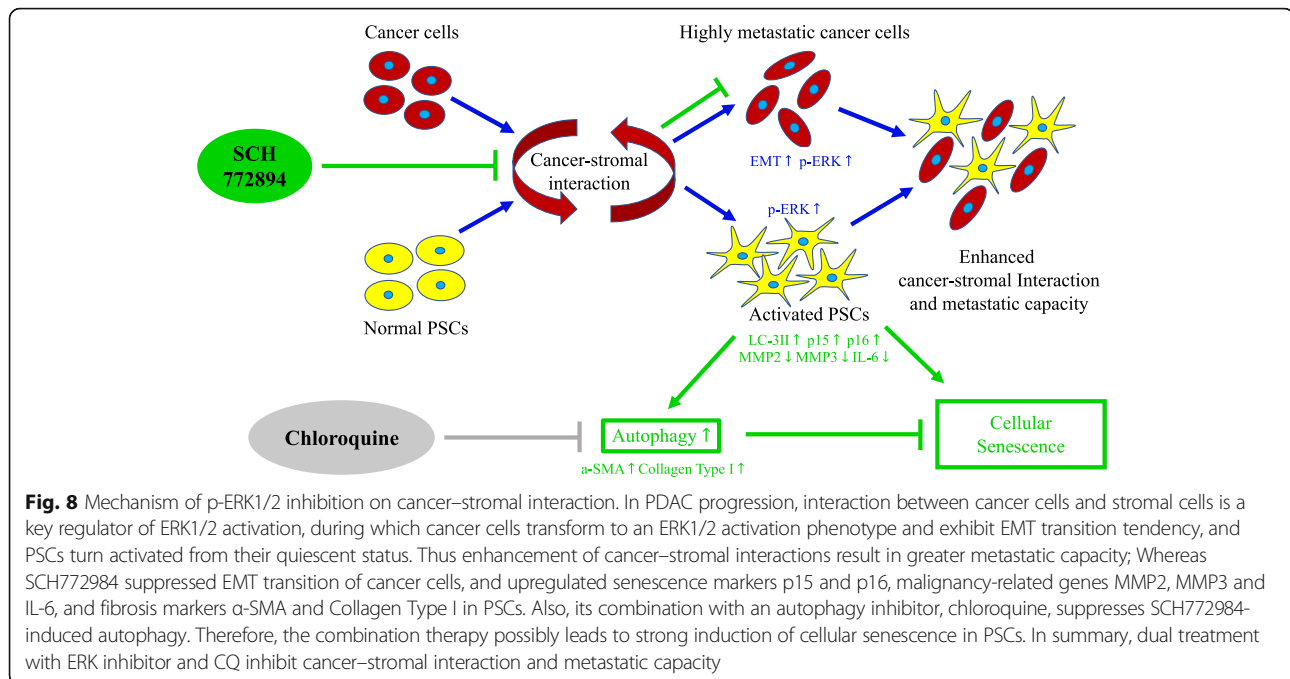 Cancer cells
Highly metastatic cancer cells
SCH
772894
Cancer-stromal
interaction
EMT ↑ p-ERK ↑
p-ERK ↑
Normal PSCs
Activated PSCs
Enhanced
cancer-stromal Interaction
and metastatic capacity
LC-3II ↑ p15 ↑ p16 ↑
MMP2 ↓ MMP3 ↓ IL-6 ↓
Chloroquine
Autophagy ↑
a-SMA ↑ Collagen Type I ↑
Cellular
Senescence
Fig. 8 Mechanism of p-ERK1/2 inhibition on cancer–stromal interaction. In PDAC progression, interaction between cancer cells and stromal cells is a
key regulator of ERK1/2 activation, during which cancer cells transform to an ERK1/2 activation phenotype and exhibit EMT transition tendency, and
PSCs turn activated from their quiescent status. Thus enhancement of cancer–stromal interactions result in greater metastatic capacity; Whereas
SCH772984 suppressed EMT transition of cancer cells, and upregulated senescence markers p15 and p16, malignancy-related genes MMP2, MMP3 and
IL-6, and fibrosis markers α-SMA and Collagen Type I in PSCs. Also, its combination with an autophagy inhibitor, chloroquine, suppresses SCH772984-
induced autophagy. Therefore, the combination therapy possibly leads to strong induction of cellular senescence in PSCs. In summary, dual treatment
with ERK inhibitor and CQ inhibit cancer–stromal interaction and metastatic capacity